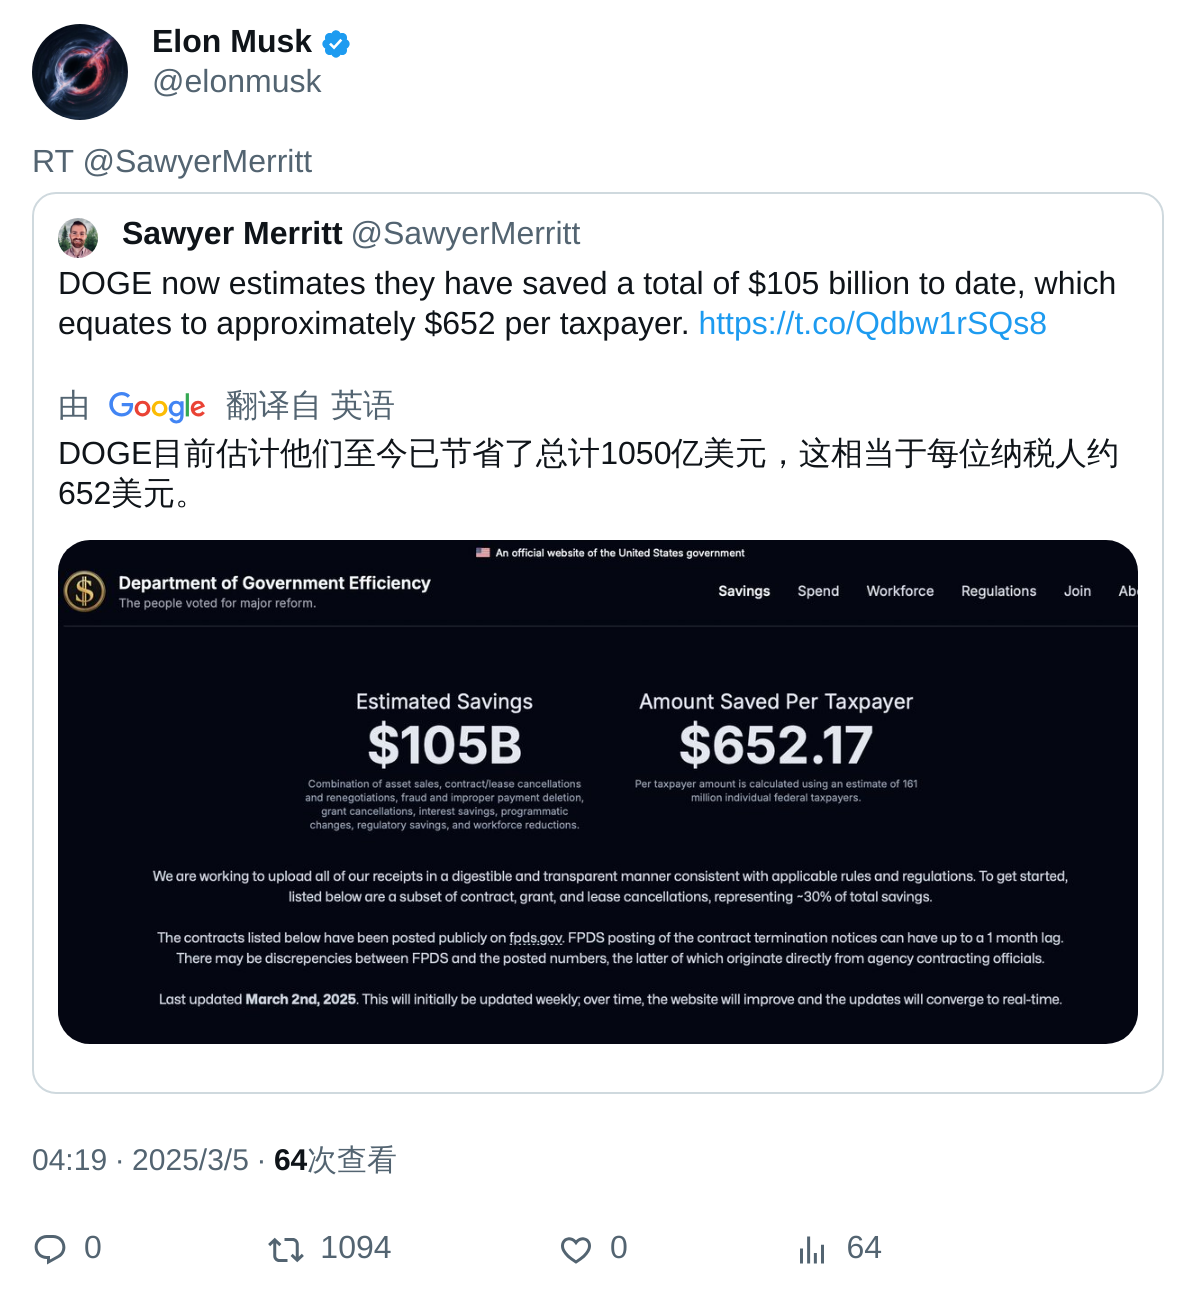 Elon Musk
@elonmusk
RT @SawyerMerritt
Sawyer Merritt @SawyerMerritt
DOGE now estimates they have saved a total of $105 billion to date, which
equates to approximately $652 per taxpayer. https://t.co/Qdbw1rSQs8
由 Google 翻译自 英语
DOGE目前估计他们至今已节省了总计1050亿美元，这相当于每位纳税人约
652美元。
An official website of the United States government
Department of Government Efficiency
The people voted for major reform.
Savings Spend Workforce Regulations Join Abo
Estimated Savings
$105B
Combination of asset sales, contract/lease cancellations
and renegotiations, fraud and improper payment deletion,
grant cancellations, interest savings, programmatic
changes, regulatory savings, and workforce reductions.
Amount Saved Per Taxpayer
$652.17
Per taxpayer amount is calculated using an estimate of 161
million individual federal taxpayers.
We are working to upload all of our receipts in a digestible and transparent manner consistent with applicable rules and regulations. To get started,
listed below are a subset of contract, grant, and lease cancellations, representing ~30% of total savings.
The contracts listed below have been posted publicly on fpds.gov. FPDS posting of the contract termination notices can have up to a 1 month lag.
There may be discrepancies between FPDS and the posted numbers, the latter of which originate directly from agency contracting officials.
Last updated March 2nd, 2025. This will initially be updated weekly; over time, the website will improve and the updates will converge to real-time.
04:19 · 2025/3/5 · 64次查看
0 1094 0 64